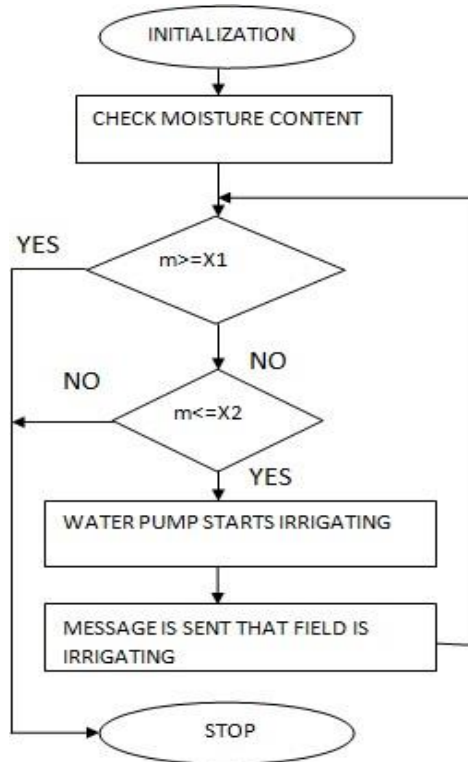 INITIALIZATION
CHECK MOISTURE CONTENT
YES
m>=X1
NO
NO
m<=X2
YES
WATER PUMP STARTS IRRIGATING
MESSAGE IS SENT THAT FIELD IS
IRRIGATING
STOP